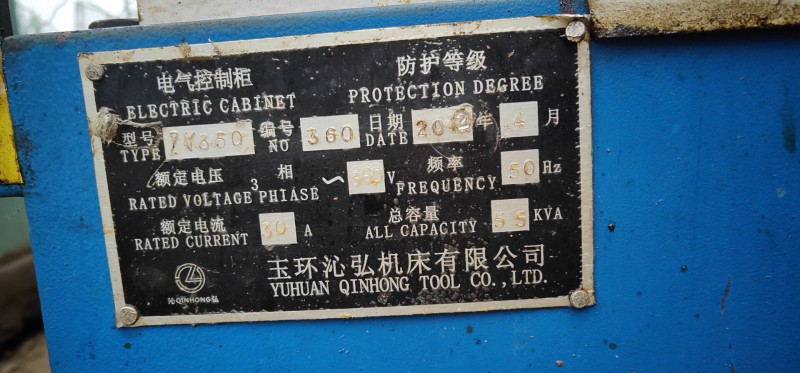 电气控制柜 防护等级
ELECTRIC CABINET PROTECTION DEGREE
型号 编号 360 日期 年 4 月
TYPE NO DATE
额定电压 3 相 ~ V 频率 50 Hz
RATED VOLTAGE PHIASE FREQUENCY
额定电流 30 A 总容量 55 KVA
RATED CURRENT ALL CAPACITY
玉环沁弘机床有限公司
YUHUAN QINHONG TOOL CO.,LTD.
沁QINHONG弘